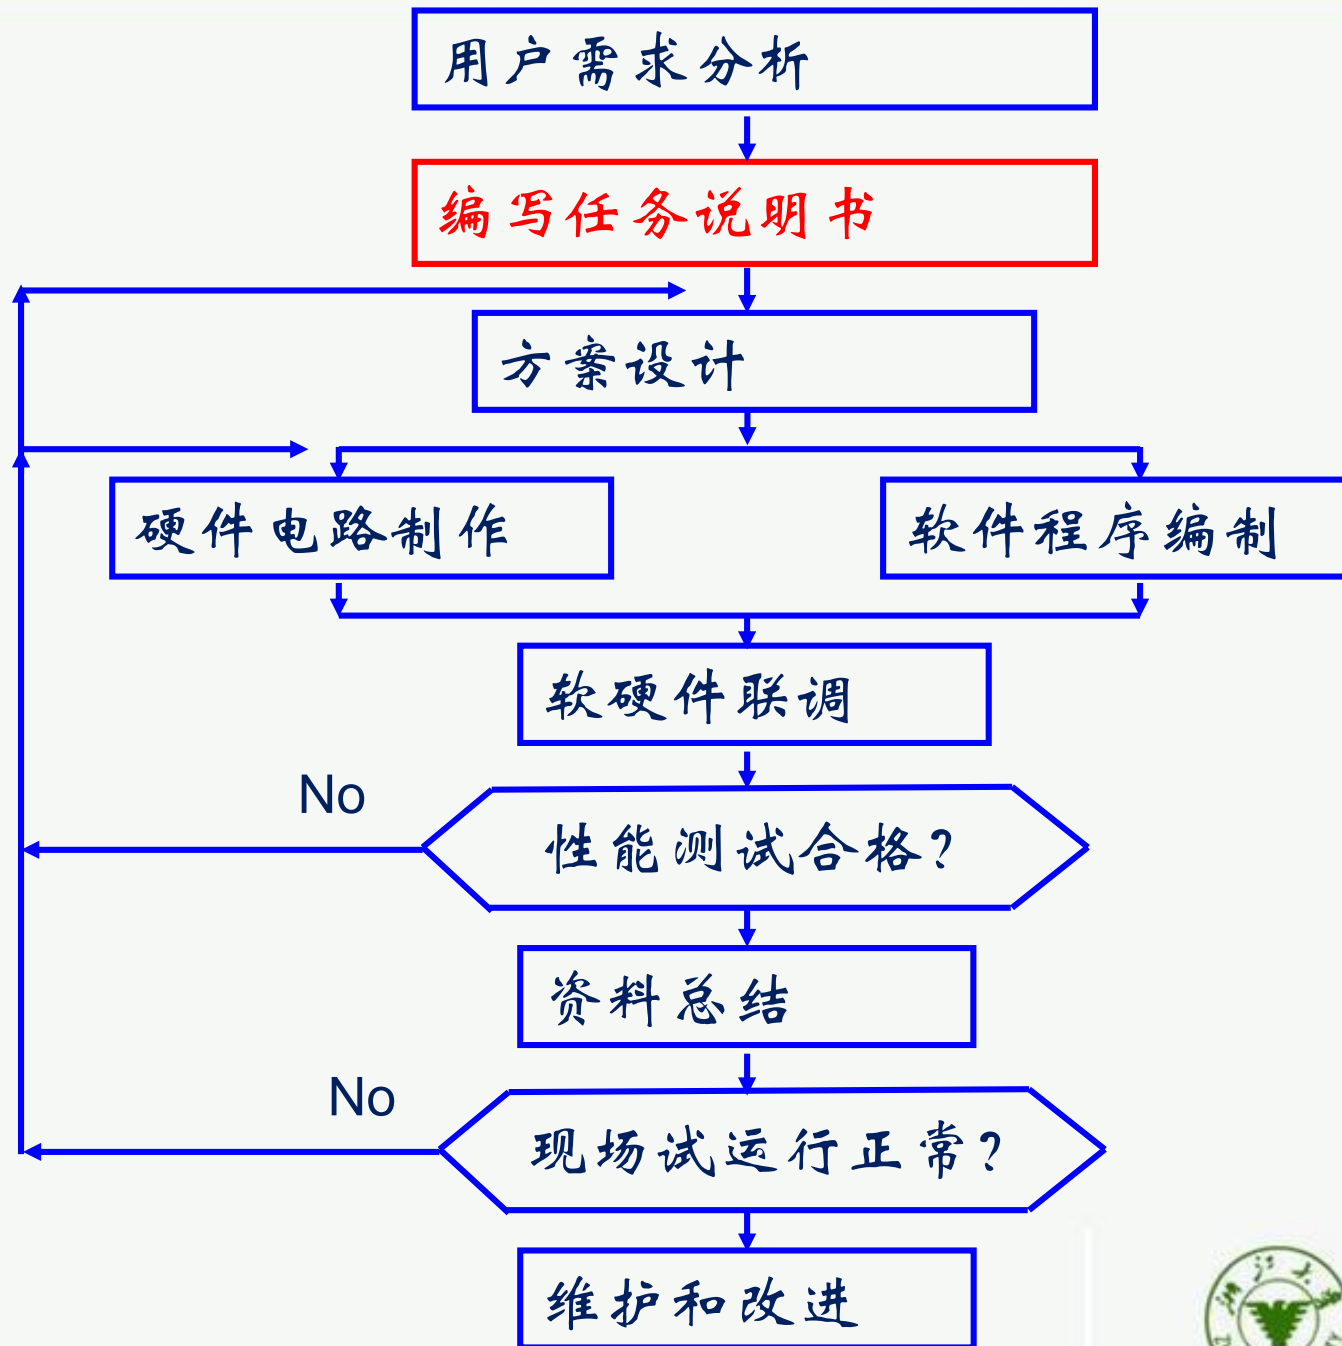 用户需求分析
编写任务说明书
方案设计
硬件电路制作
软件程序编制
软硬件联调
No
性能测试合格?
资料总结
No
现场试运行正常?
维护和改进